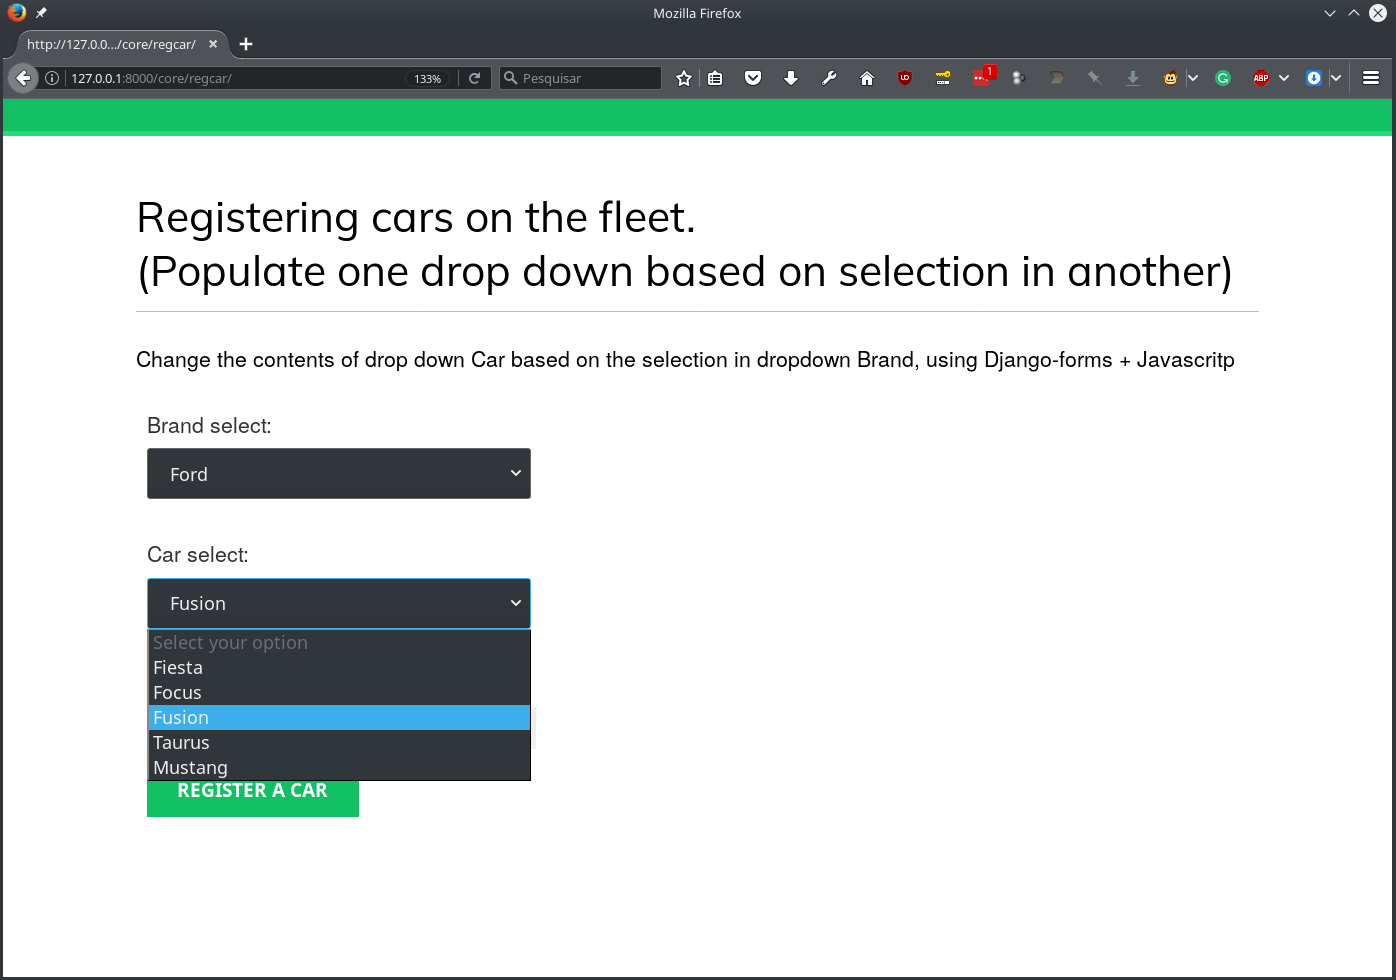 Mozilla Firefox
http://127.0.0.../core/regcar/
127.0.0.1:8000/core/regcar/
133%
Pesquisar
1
ABP
Registering cars on the fleet.
(Populate one drop down based on selection in another)
Change the contents of drop down Car based on the selection in dropdown Brand, using Django-forms + Javascritp
Brand select:
Ford
Car select:
Fusion
Select your option
Fiesta
Focus
Fusion
Taurus
Mustang
REGISTER A CAR